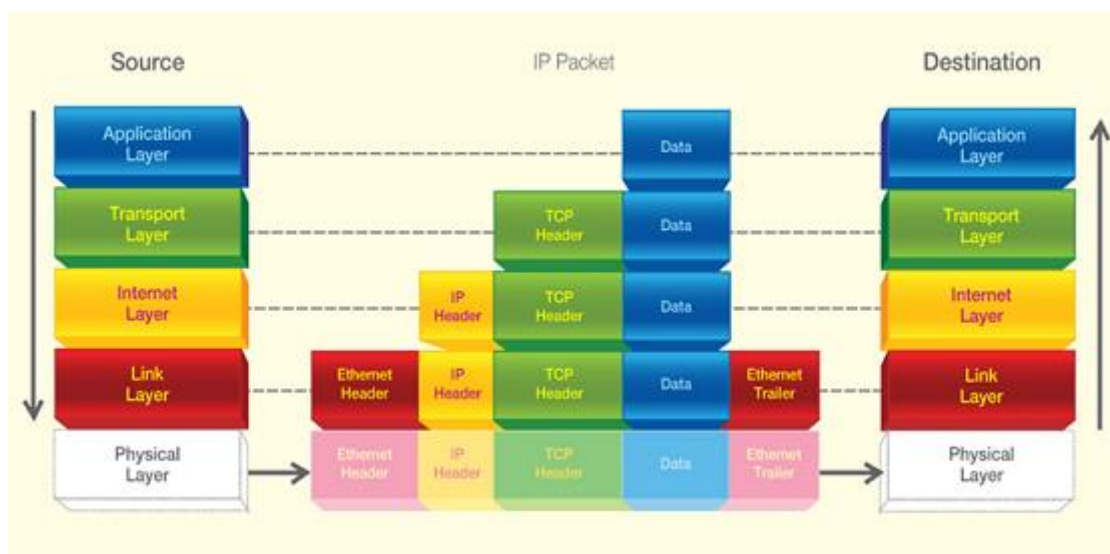 Source
IP Packet
Destination
Application
Layer
Data
Application
Layer
Transport
Layer
TCP
Header
Data
Transport
Layer
Internet
Layer
IP
Header
TCP
Header
Data
Internet
Layer
Link
Layer
Ethernet
Header
IP
Header
TCP
Header
Data
Ethernet
Trailer
Link
Layer
Physical
Layer
Ethernet
Header
IP
Header
TCP
Header
Data
Ethernet
Trailer
Physical
Layer